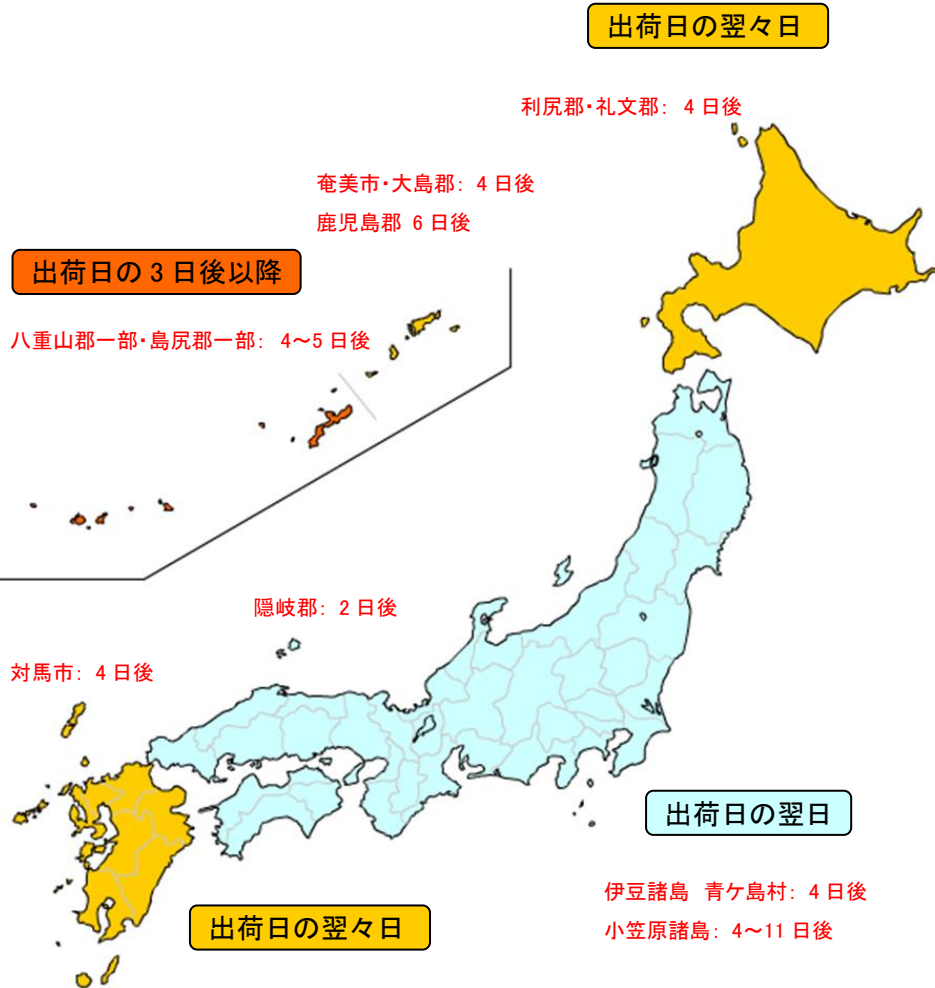 出荷日の翌々日
利尻郡・礼文郡: 4 日後
奄美市・大島郡: 4 日後
鹿児島郡 6 日後
出荷日の 3 日後以降
八重山郡一部・島尻郡一部: 4～5 日後
隠岐郡: 2 日後
対馬市: 4 日後
出荷日の翌日
伊豆諸島 青ケ島村: 4 日後
小笠原諸島: 4～11 日後
出荷日の翌々日